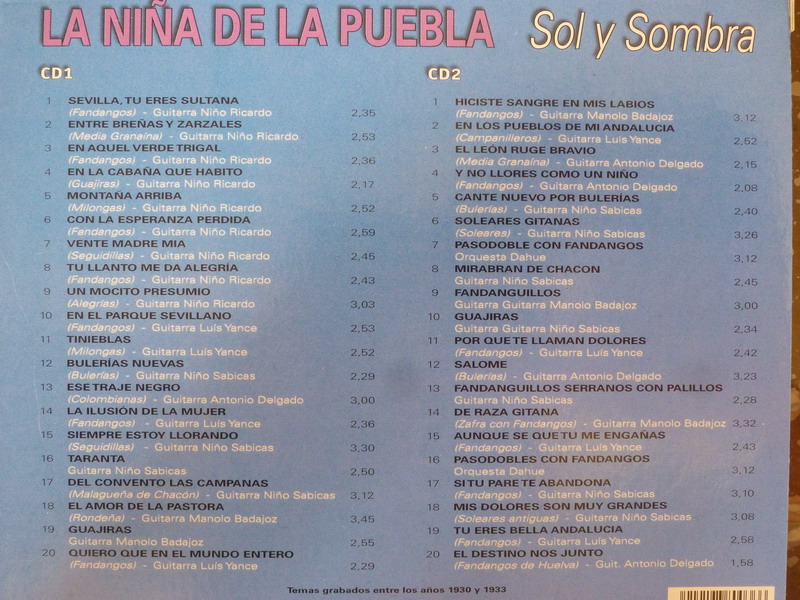 LA NIÑA DE LA PUEBLA Sol y Sombra
CD1
1 SEVILLA, TU ERES SULTANA
(Fandangos) - Guitarra Niño Ricardo 2,35
2 ENTRE BREÑAS Y ZARZALES
(Media Granaína) - Guitarra Niño Ricardo 2,53
3 EN AQUEL VERDE TRIGAL
(Fandangos) - Guitarra Niño Ricardo 2,36
4 EN LA CABAÑA QUE HABITO
(Guajiras) - Guitarra Niño Ricardo 2,17
5 MONTAÑA ARRIBA
(Milongas) - Guitarra Niño Ricardo 2,52
6 CON LA ESPERANZA PERDIDA
(Fandangos) - Guitarra Niño Ricardo 2,59
7 VENTE MADRE MIA
(Seguidillas) - Guitarra Niño Ricardo 2,45
8 TU LLANTO ME DA ALEGRÍA
(Fandangos) - Guitarra Niño Ricardo 2,43
9 UN MOCITO PRESUMIO
(Alegrías) - Guitarra Niño Ricardo 3,03
10 EN EL PARQUE SEVILLANO
(Fandangos) - Guitarra Luís Yance 2,53
11 TINIEBLAS
(Milongas) - Guitarra Luís Yance 2,52
12 BULERÍAS NUEVAS
(Bulerías) - Guitarra Niño Sabicas 2,29
13 ESE TRAJE NEGRO
(Colombianas) - Guitarra Antonio Delgado 3,00
14 LA ILUSIÓN DE LA MUJER
(Fandangos) - Guitarra Luís Yance 2,36
15 SIEMPRE ESTOY LLORANDO
(Seguidillas) - Guitarra Niño Sabicas 3,30
16 TARANTA
Guitarra Niño Sabicas 2,50
17 DEL CONVENTO LAS CAMPANAS
(Malagueña de Chacón) - Guitarra Niño Sabicas 3,12
18 EL AMOR DE LA PASTORA
(Rondeña) - Guitarra Manolo Badajoz 3,45
19 GUAJIRAS
Guitarra Manolo Badajoz 2,55
20 QUIERO QUE EN EL MUNDO ENTERO
(Fandangos) - Guitarra Luís Yance 2,29
CD2
1 HICISTE SANGRE EN MIS LABIOS
(Fandangos) - Guitarra Manolo Badajoz 3,12
2 EN LOS PUEBLOS DE MI ANDALUCIA
(Campanilleros) - Guitarra Luís Yance 2,52
3 EL LEÓN RUGE BRAVIO
(Media Granaína) - Guitarra Antonio Delgado 2,15
4 Y NO LLORES COMO UN NIÑO
(Fandangos) - Guitarra Antonio Delgado 2,08
5 CANTE NUEVO POR BULERÍAS
(Bulerías) - Guitarra Niño Sabicas 2,40
6 SOLEARES GITANAS
(Soleares) - Guitarra Niño Sabicas 3,26
7 PASODOBLE CON FANDANGOS
Orquesta Dahue 3,12
8 MIRABRAN DE CHACON
Guitarra Niño Sabicas 2,45
9 FANDANGUILLOS
Guitarra Guitarra Manolo Badajoz 3,00
10 GUAJIRAS
Guitarra Guitarra Niño Sabicas 2,34
11 POR QUE TE LLAMAN DOLORES
(Fandangos) - Guitarra Luís Yance 2,42
12 SALOME
(Bulerías) - Guitarra Antonio Delgado 3,23
13 FANDANGUILLOS SERRANOS CON PALILLOS
Guitarra Niño Sabicas 2,28
14 DE RAZA GITANA
(Zafra con Fandangos) - Guitarra Manolo Badajoz 3,32
15 AUNQUE SE QUE TU ME ENGAÑAS
(Fandangos) - Guitarra Luís Yance 2,43
16 PASODOBLES CON FANDANGOS
Orquesta Dahue 3,12
17 SI TU PARETE ABANDONA
(Fandangos) - Guitarra Niño Sabicas 3,10
18 MIS DOLORES SON MUY GRANDES
(Soleares antiguas) - Guitarra Niño Sabicas 3,08
19 TU ERES BELLA ANDALUCIA
(Fandangos) - Guitarra Luís Yance 2,58
20 EL DESTINO NOS JUNTO
(Fandangos de Huelva) - Guit. Antonio Delgado 1,58
Temas grabados entre los años 1930 y 1933